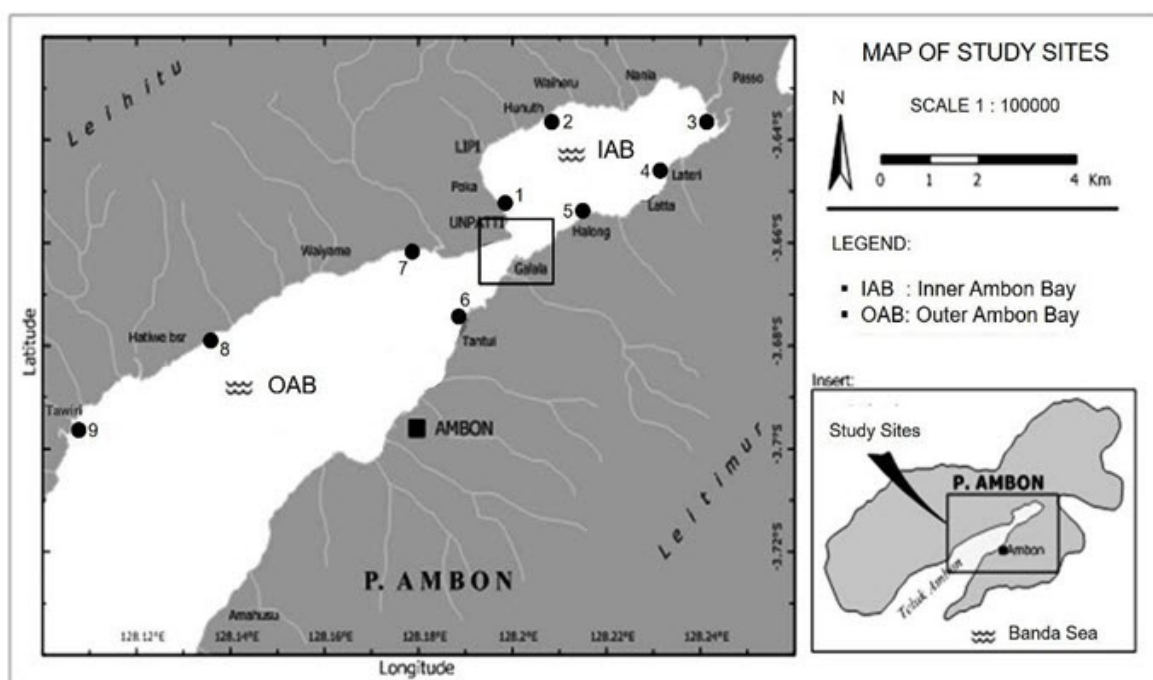 Leihitu
Waiheru
Nania
Passo
Hunuth
2
3
LIPI
IAB
4
Lateri
Poka
1
Latta
5
UNPATTI
Halong
Waiyame
7
Galala
6
Tantui
Hatiwe bsr
8
OAB
Tawiri
9
AMBON
Leitimur
P. AMBON
Amahusu
-3.64°S
-3.66°S
-3.68°S
-3.7°S
-3.72°S
128.12°E
128.14°E
128.16°E
128.18°E
128.20°E
128.22°E
128.24°E
Latitude
Longitude
MAP OF STUDY SITES
N
SCALE 1 : 100000
0 1 2 4 Km
LEGEND:
▪ IAB : Inner Ambon Bay
▪ OAB: Outer Ambon Bay
Insert:
Study Sites
P. AMBON
Ambon
Teluk Ambon
Banda Sea